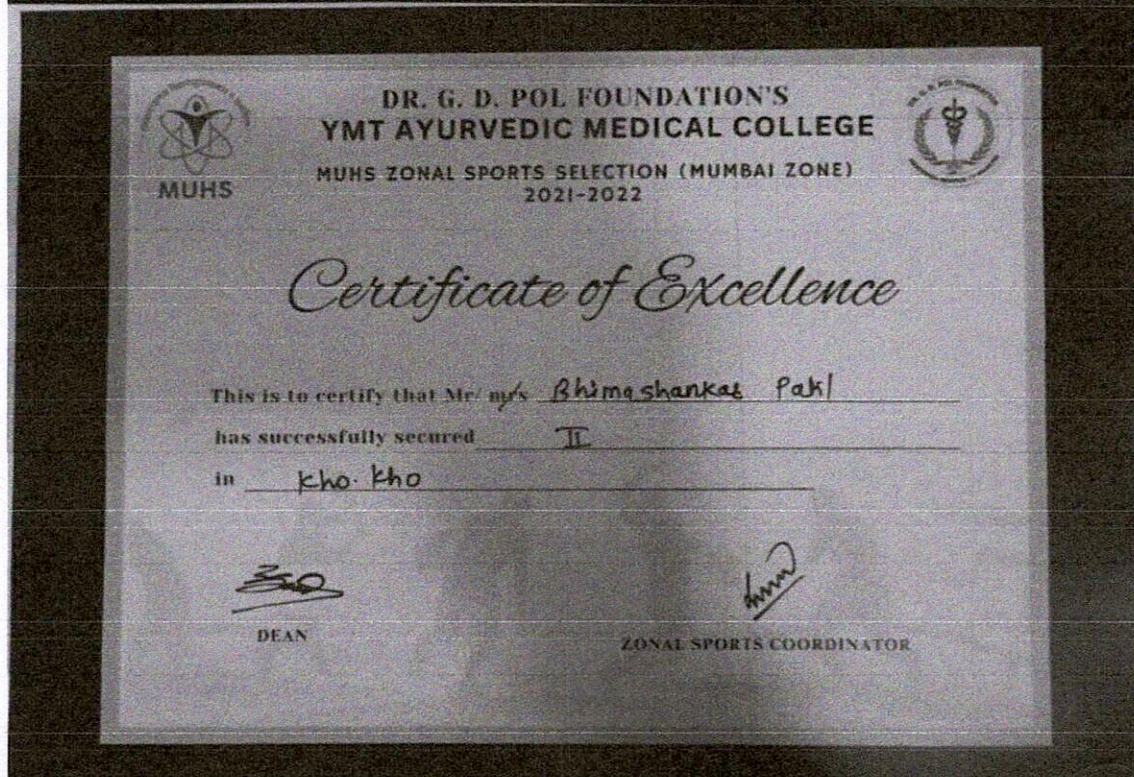 DR. G. D. POL FOUNDATION'S
YMT AYURVEDIC MEDICAL COLLEGE
MUHS ZONAL SPORTS SELECTION (MUMBAI ZONE)
2021-2022
MUHS
Certificate of Excellence
This is to certify that Mr/ m/s Bhimashankar
has successfully secured II
in Kho. Kho
DEAN
ZONAL SPORTS COORDINATOR